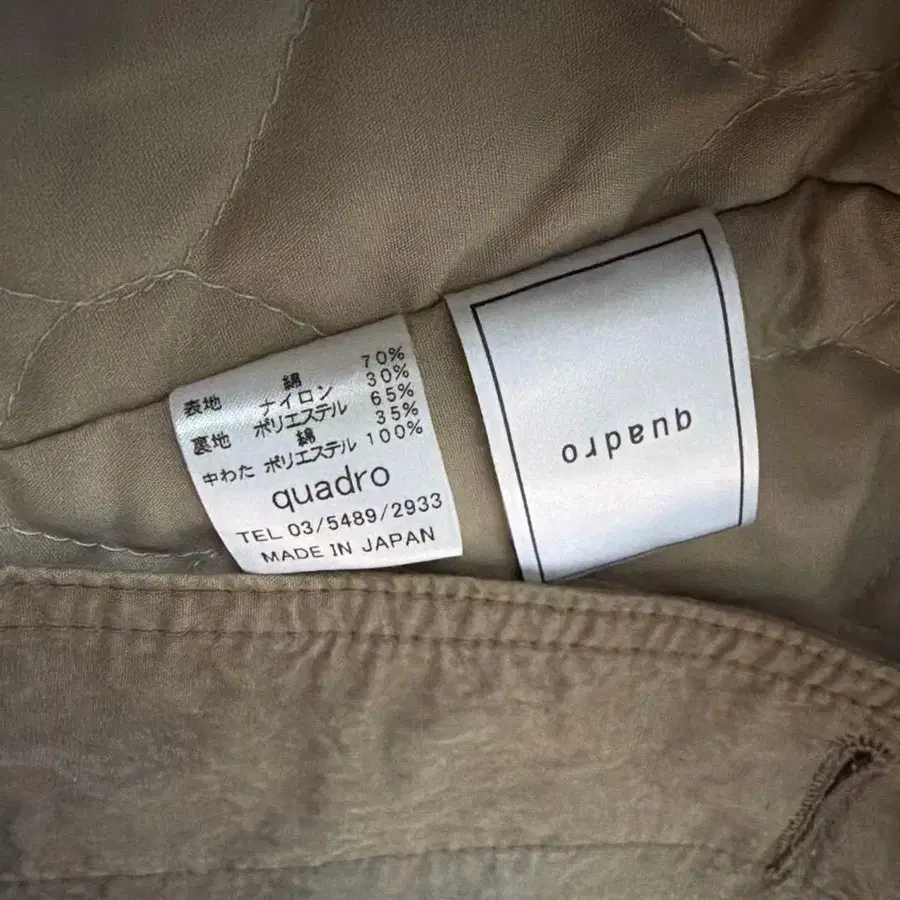 表地 綿 70%
ナイロン 30%
裏地 ポリエステル 65%
綿 35%
中わた ポリエステル 100%
quadro
TEL 03/5489/2933
MADE IN JAPAN
quadro